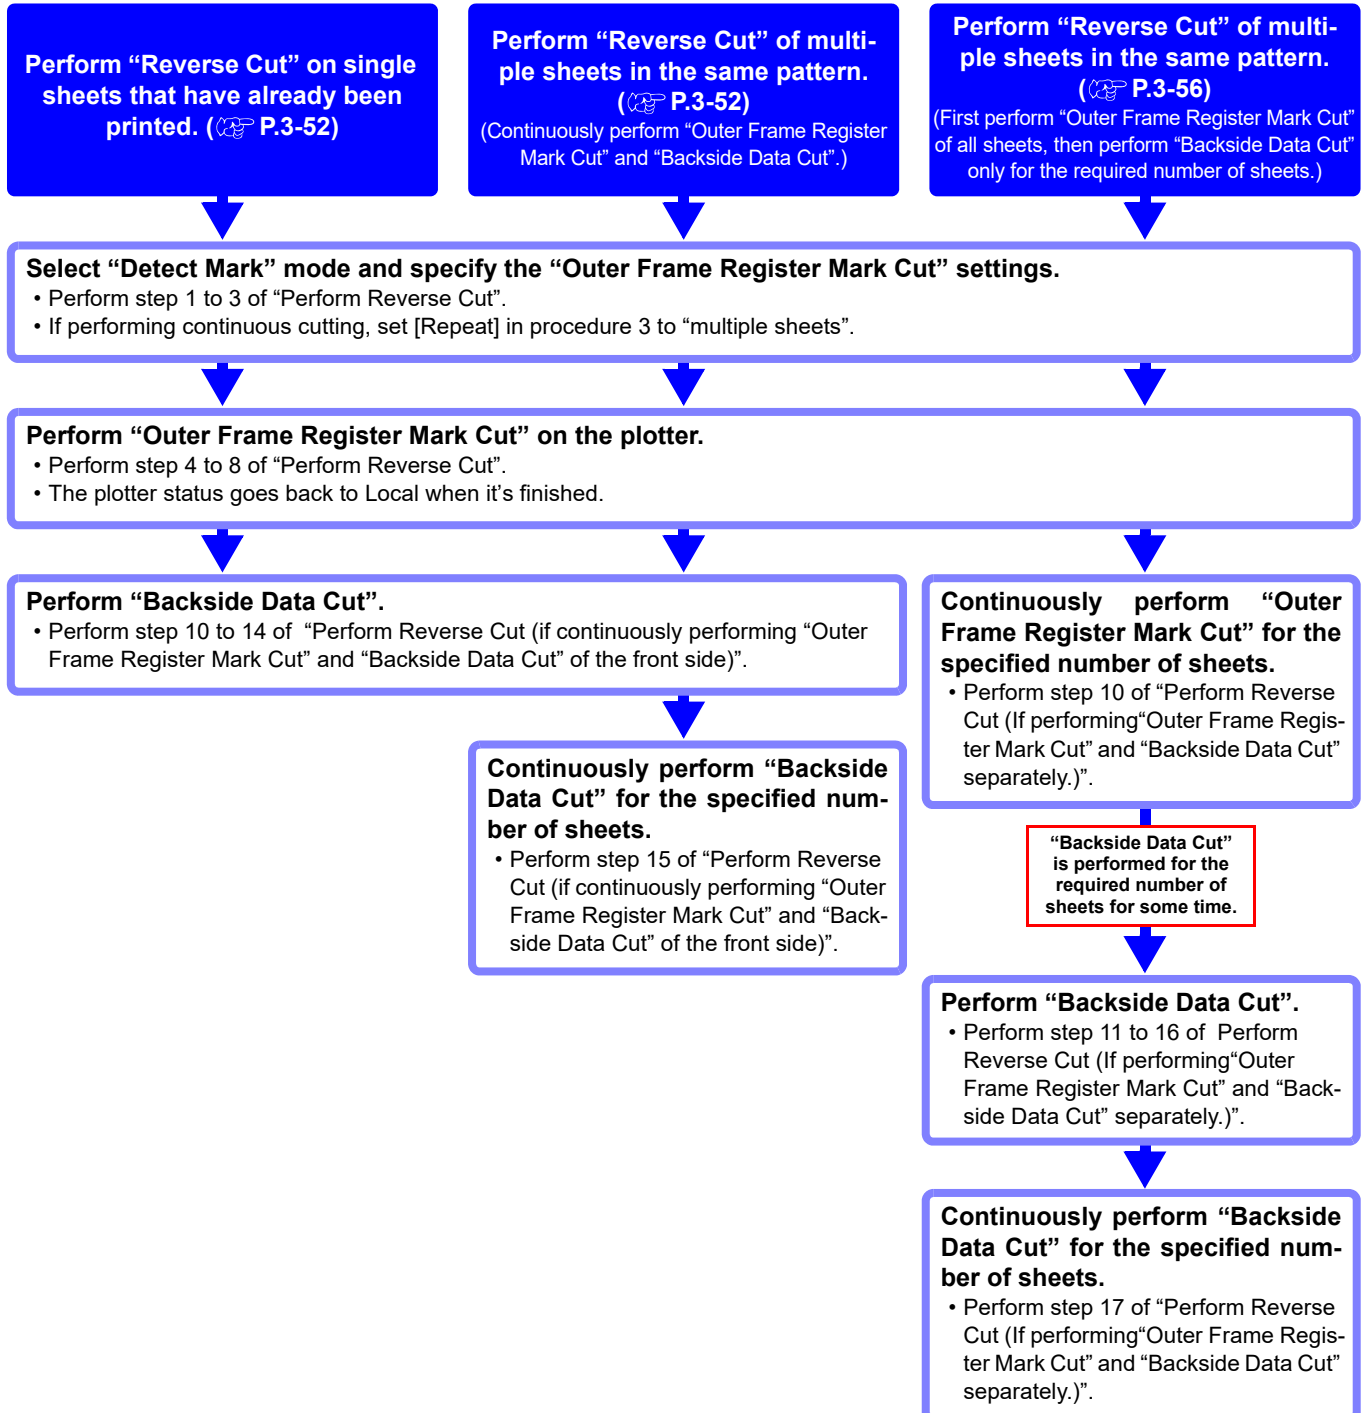 Perform “Reverse Cut” on single
sheets that have already been
printed. ( P.3-52)
Perform “Reverse Cut” of multi-
ple sheets in the same pattern.
( P.3-52)
(Continuously perform “Outer Frame Register
Mark Cut” and “Backside Data Cut”.)
Perform “Reverse Cut” of multi-
ple sheets in the same pattern.
( P.3-56)
(First perform “Outer Frame Register Mark Cut”
of all sheets, then perform “Backside Data Cut”
only for the required number of sheets.)
Select “Detect Mark” mode and specify the “Outer Frame Register Mark Cut” settings.
• Perform step 1 to 3 of “Perform Reverse Cut”.
• If performing continuous cutting, set [Repeat] in procedure 3 to “multiple sheets”.
Perform “Outer Frame Register Mark Cut” on the plotter.
• Perform step 4 to 8 of “Perform Reverse Cut”.
• The plotter status goes back to Local when it’s finished.
Perform “Backside Data Cut”.
• Perform step 10 to 14 of “Perform Reverse Cut (if continuously performing “Outer
Frame Register Mark Cut” and “Backside Data Cut” of the front side)”.
Continuously perform “Backside
Data Cut” for the specified num-
ber of sheets.
• Perform step 15 of “Perform Reverse
Cut (if continuously performing “Outer
Frame Register Mark Cut” and “Back-
side Data Cut” of the front side)”.
Continuously perform “Outer
Frame Register Mark Cut” for the
specified number of sheets.
• Perform step 10 of “Perform Reverse
Cut (If performing“Outer Frame Regis-
ter Mark Cut” and “Backside Data Cut”
separately.)”.
“Backside Data Cut”
is performed for the
required number of
sheets for some time.
Perform “Backside Data Cut”.
• Perform step 11 to 16 of Perform
Reverse Cut (If performing“Outer
Frame Register Mark Cut” and “Back-
side Data Cut” separately.)”.
Continuously perform “Backside
Data Cut” for the specified num-
ber of sheets.
• Perform step 17 of “Perform Reverse
Cut (If performing“Outer Frame Regis-
ter Mark Cut” and “Backside Data Cut”
separately.)”.